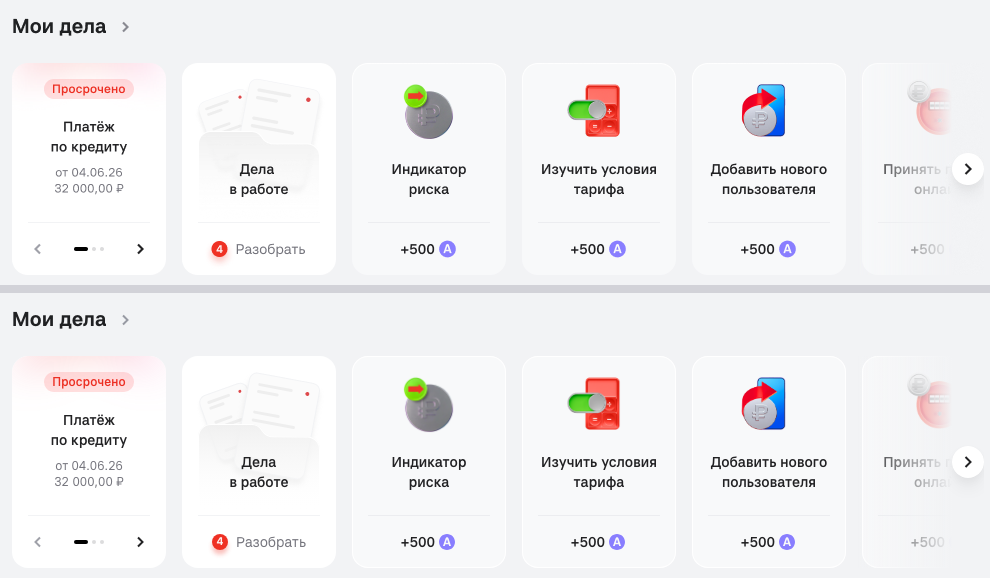 Мои дела
Просрочено
Платёж
по кредиту
от 04.06.26
32 000,00 ₽
Дела
в работе
4 Разобрать
Индикатор
риска
+500 A
Изучить условия
тарифа
+500 A
Добавить нового
пользователя
+500 A
Принять
+500
Мои дела
Просрочено
Платёж
по кредиту
от 04.06.26
32 000,00 ₽
Дела
в работе
4 Разобрать
Индикатор
риска
+500 A
Изучить условия
тарифа
+500 A
Добавить нового
пользователя
+500 A
Принять
+500